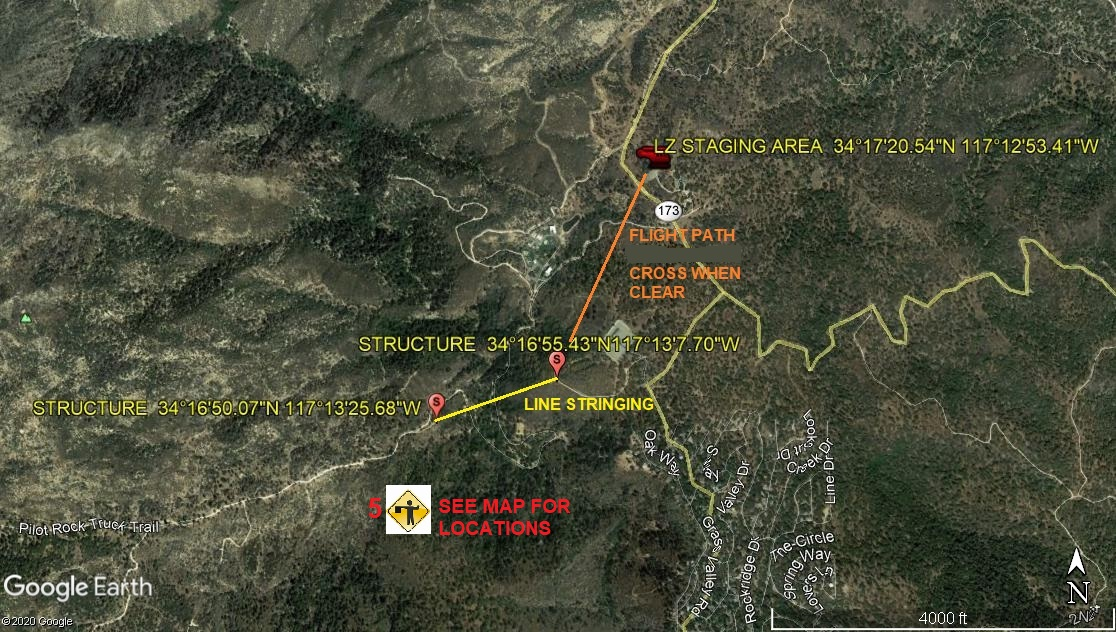 LZ STAGING AREA 34°17'20.54"N 117°12'53.41"W
173
FLIGHT PATH
CROSS WHEN
CLEAR
STRUCTURE 34°16'55.43"N117°13'7.70"W
S
STRUCTURE 34°16'50.07"N 117°13'25.68"W
S
LINE STRINGING
Oak Way
Valley Dr
Lookout Dr
Creek Dr
Line Dr
5
SEE MAP FOR
LOCATIONS
Pilot Rock Truck Trail
Grass Valley Rd
Rockridge Dr
The Circle
Spring Way
Lovers L
Google Earth
©2020 Google
N
4000 ft